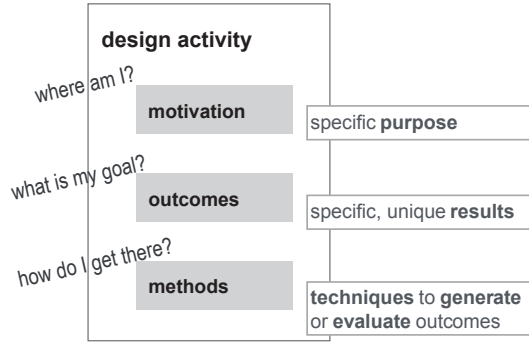 design activity
where am I?
motivation
specific purpose
what is my goal?
outcomes
specific, unique results
how do I get there?
methods
techniques to generate
or evaluate outcomes